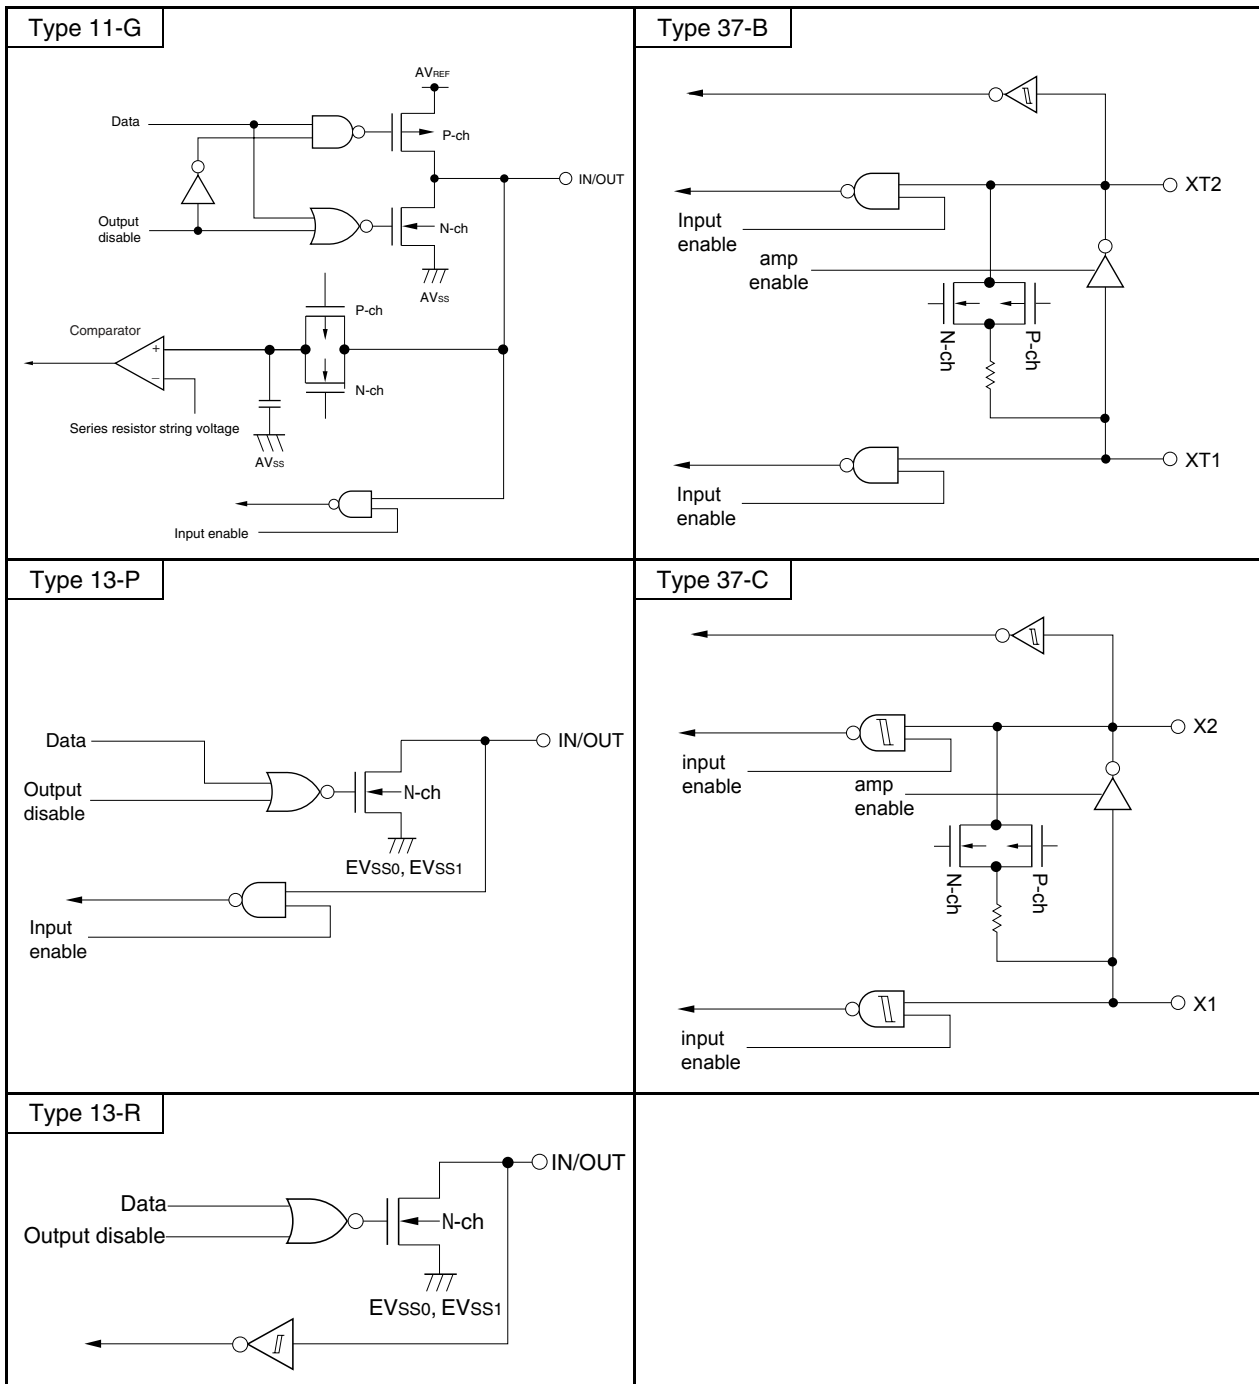 Type 11-G
AVREF
Data
P-ch
IN/OUT
Output
disable
N-ch
AVSS
P-ch
Comparator
+
–
N-ch
Series resistor string voltage
AVSS
Input enable
Type 37-B
XT2
Input
enable
amp
enable
N-ch
P-ch
XT1
Input
enable
Type 13-P
Data
IN/OUT
Output
disable
N-ch
EVSS0, EVSS1
Input
enable
Type 37-C
X2
input
enable
amp
enable
N-ch
P-ch
X1
input
enable
Type 13-R
IN/OUT
Data
N-ch
Output disable
EVSS0, EVSS1